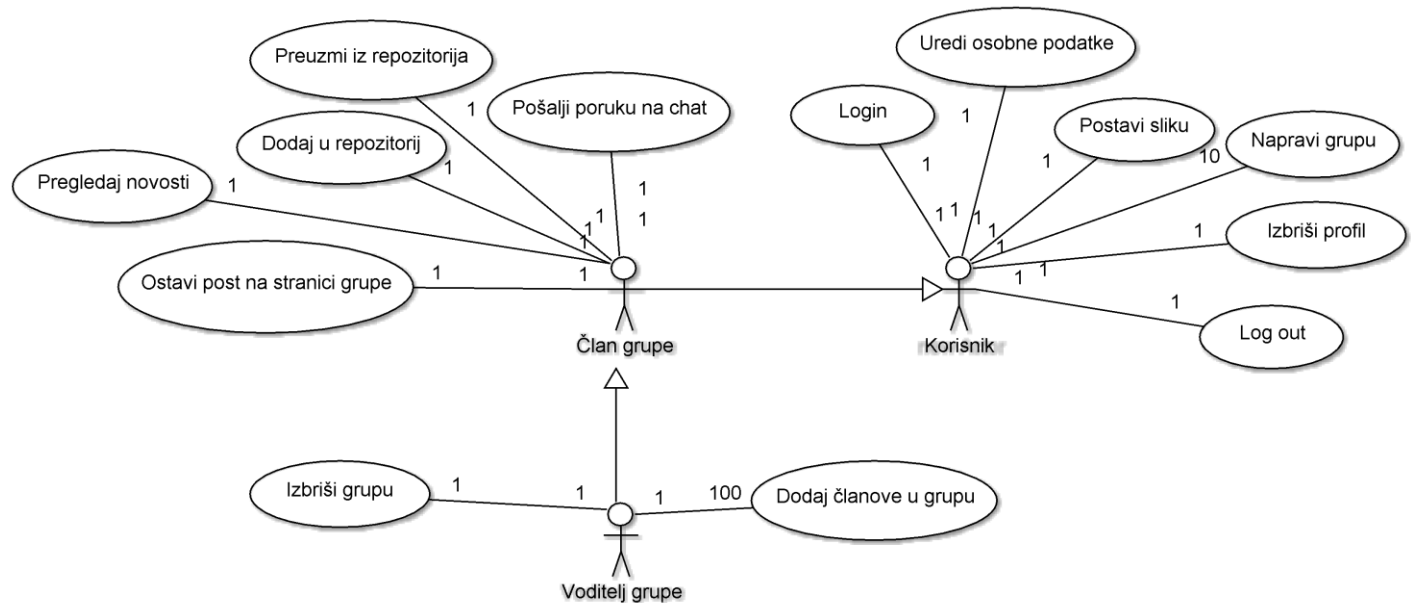 Preuzmi iz repozitorija
1
Pošalji poruku na chat
1
1
Dodaj u repozitorij
1
1
Pregledaj novosti
1
1
1
Ostavi post na stranici grupe
1
1
Član grupe
Uredi osobne podatke
1
Login
1
1
1
Postavi sliku
1
1
Napravi grupu
10
1
Izbriši profil
1
1
1
Log out
1
1
Korisnik
Izbriši grupu
1
1
1
100
Dodaj članove u grupu
Voditelj grupe